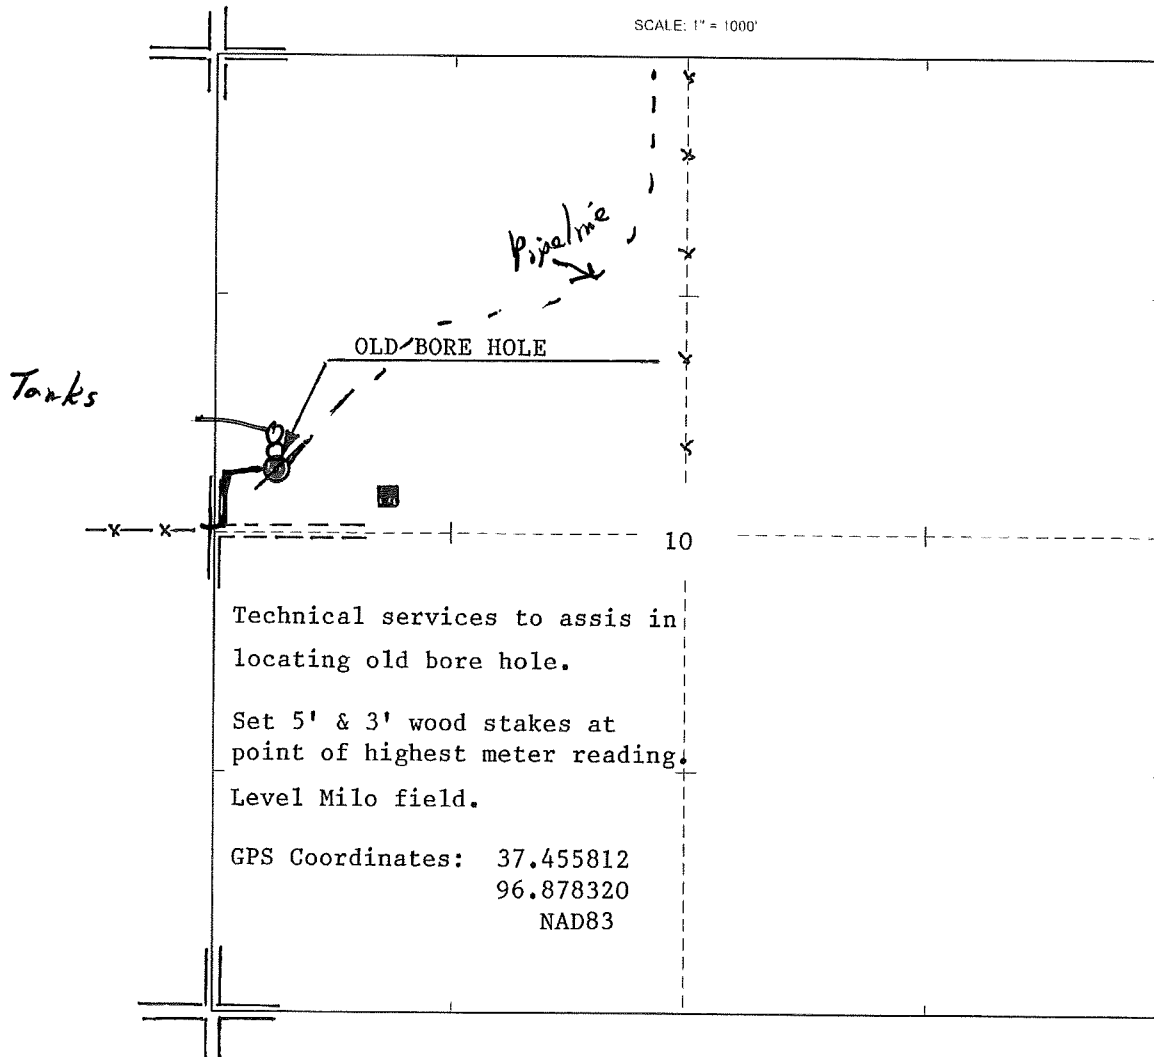 SCALE: 1" = 1000'
Pipeline
OLD BORE HOLE
Tanks
10
Technical services to assis in
locating old bore hole.
Set 5' & 3' wood stakes at
point of highest meter reading.
Level Milo field.
GPS Coordinates: 37.455812
96.878320
NAD83